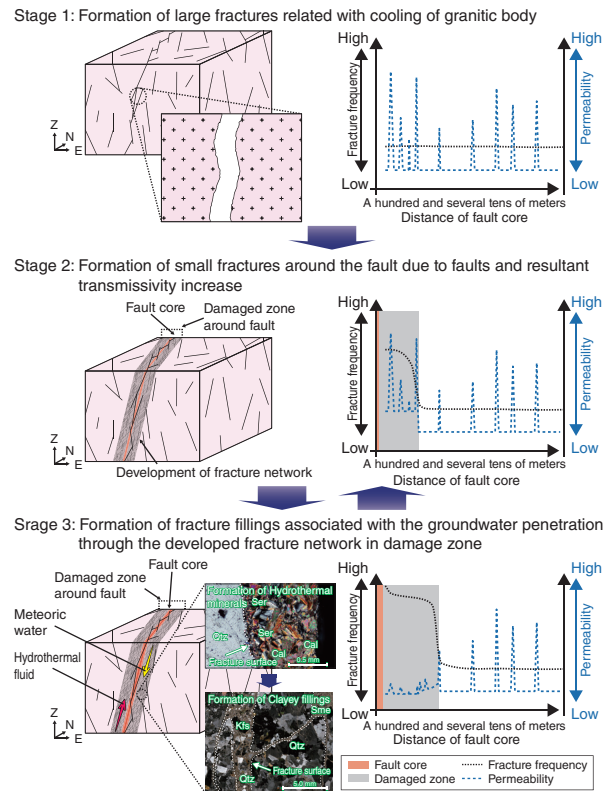 Stage 1: Formation of large fractures related with cooling of granitic body
Z
N
E
High
Fracture frequency
Low
High
Permeability
Low
A hundred and several tens of meters
Distance of fault core
Stage 2: Formation of small fractures around the fault due to faults and resultant
transmissivity increase
Fault core
Damaged zone
around fault
Z
N
E
Development of fracture network
High
Fracture frequency
Low
High
Permeability
Low
A hundred and several tens of meters
Distance of fault core
Srage 3: Formation of fracture fillings associated with the groundwater penetration
through the developed fracture network in damage zone
Damaged zone
around fault
Fault core
Meteoric
water
Hydrothermal
fluid
Z
N
E
Formation of Hydrothermal
minerals
Ser
Qtz
Ser
Cal
Cal
Fracture surface
0.5 mm
Formation of Clayey fillings
Sme
Kfs
Qtz
Qtz
Fracture surface
5.0 mm
High
Fracture frequency
Low
High
Permeability
Low
A hundred and several tens of meters
Distance of fault core
Fault core
Fracture frequency
Damaged zone
Permeability